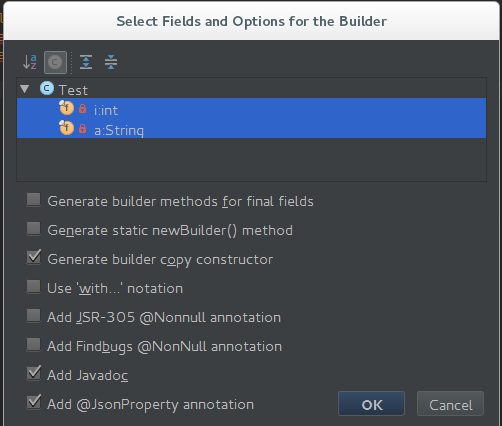 Select Fields and Options for the Builder
Test
i:int
a:String
Generate builder methods for final fields
Generate static newBuilder() method
Generate builder copy constructor
Use 'with...' notation
Add JSR-305 @Nonnull annotation
Add Findbugs @NonNull annotation
Add Javadoc
Add @JsonProperty annotation
OK
Cancel